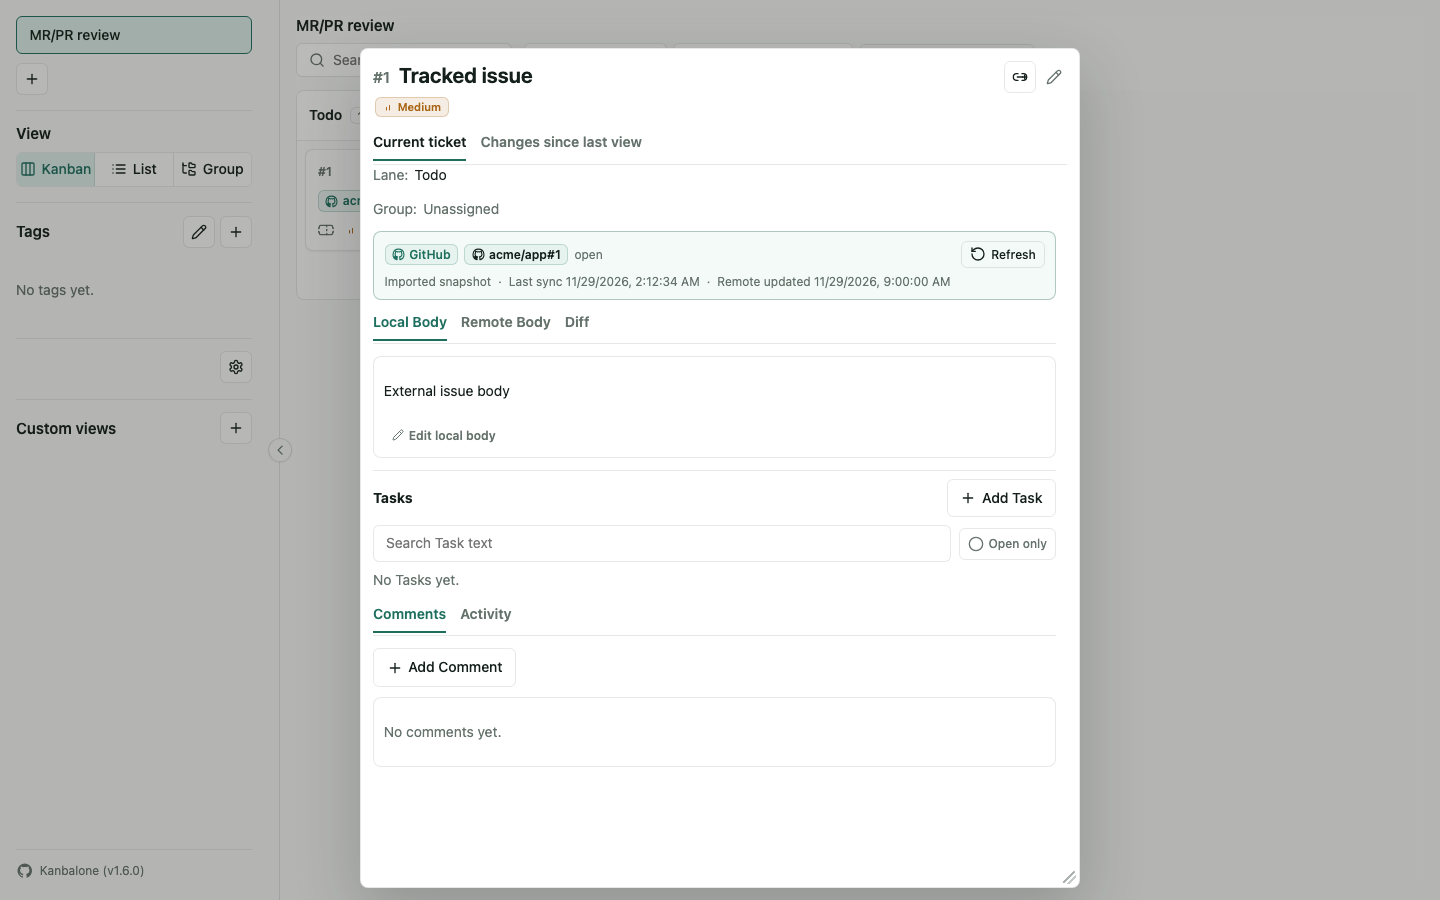 MR/PR review
View
Kanban
List
Group
Tags
No tags yet.
Custom views
Kanbalone (v1.6.0)
MR/PR review
Sear
Todo
#1
#1 Tracked issue
Medium
Current ticket
Changes since last view
Lane: Todo
Group: Unassigned
GitHub
acme/app#1
open
Refresh
Imported snapshot · Last sync 11/29/2026, 2:12:34 AM · Remote updated 11/29/2026, 9:00:00 AM
Local Body
Remote Body
Diff
External issue body
Edit local body
Tasks
Add Task
Search Task text
Open only
No Tasks yet.
Comments
Activity
Add Comment
No comments yet.